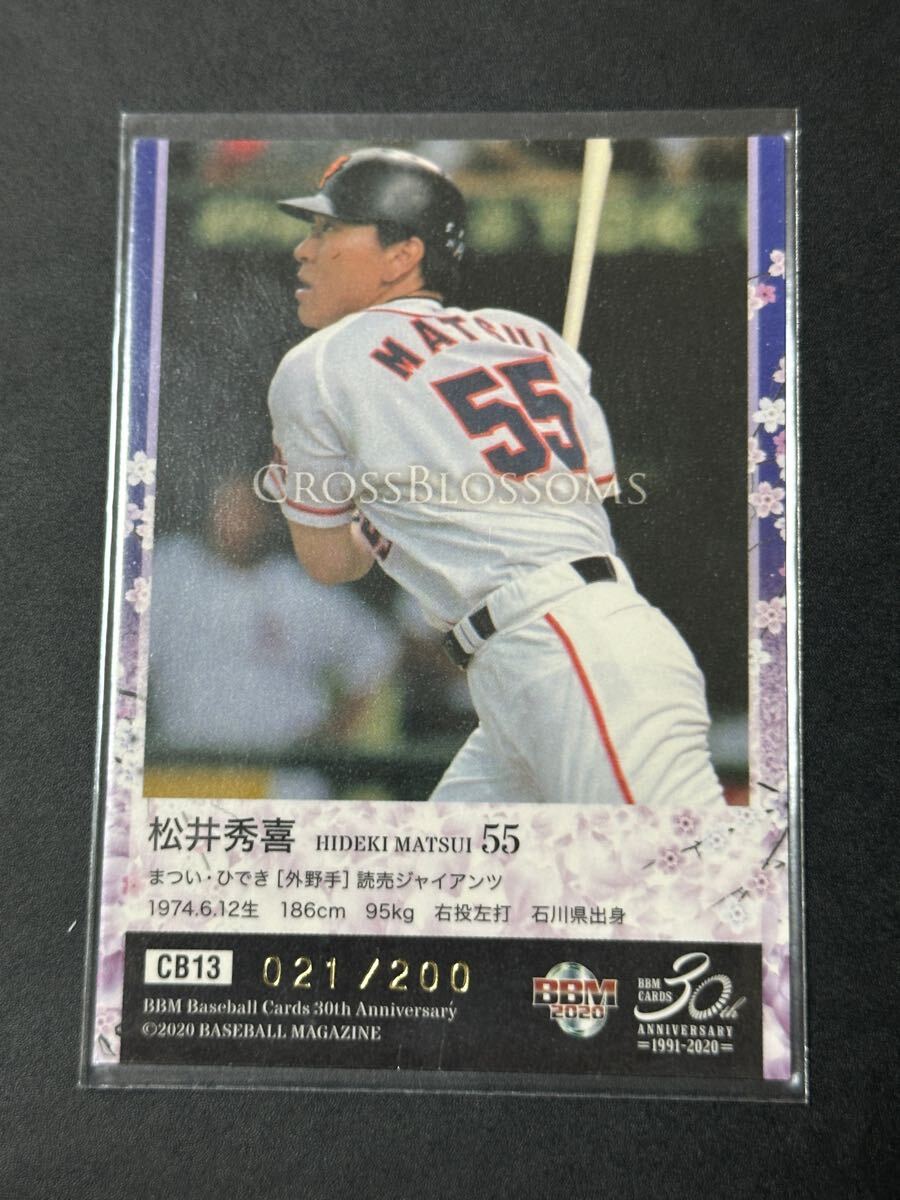 MATSUI
55
CROSSBLOSSOMS
松井秀喜 HIDEKI MATSUI 55
まつい・ひでき [外野手] 読売ジャイアンツ
1974.6.12生 186cm 95kg 右投左打 石川県出身
CB13 021/200
BBM Baseball Cards 30th Anniversary
©2020 BASEBALL MAGAZINE
BBM
2020
BBM
CARDS
30th
ANNIVERSARY
1991-2020